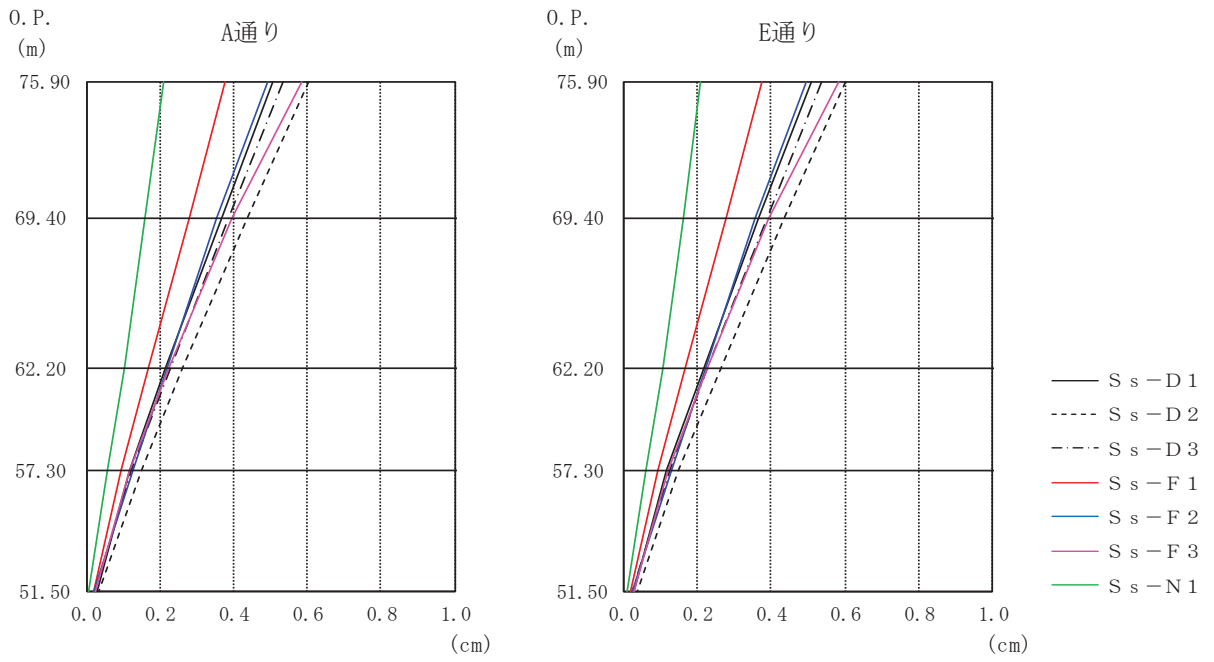 O.P.
(m)
A通り
75.90
69.40
62.20
57.30
51.50
0.0 0.2 0.4 0.6 0.8 1.0
(cm)
O.P.
(m)
E通り
75.90
69.40
62.20
57.30
51.50
0.0 0.2 0.4 0.6 0.8 1.0
(cm)
Ss-D1
Ss-D2
Ss-D3
Ss-F1
Ss-F2
Ss-F3
Ss-N1